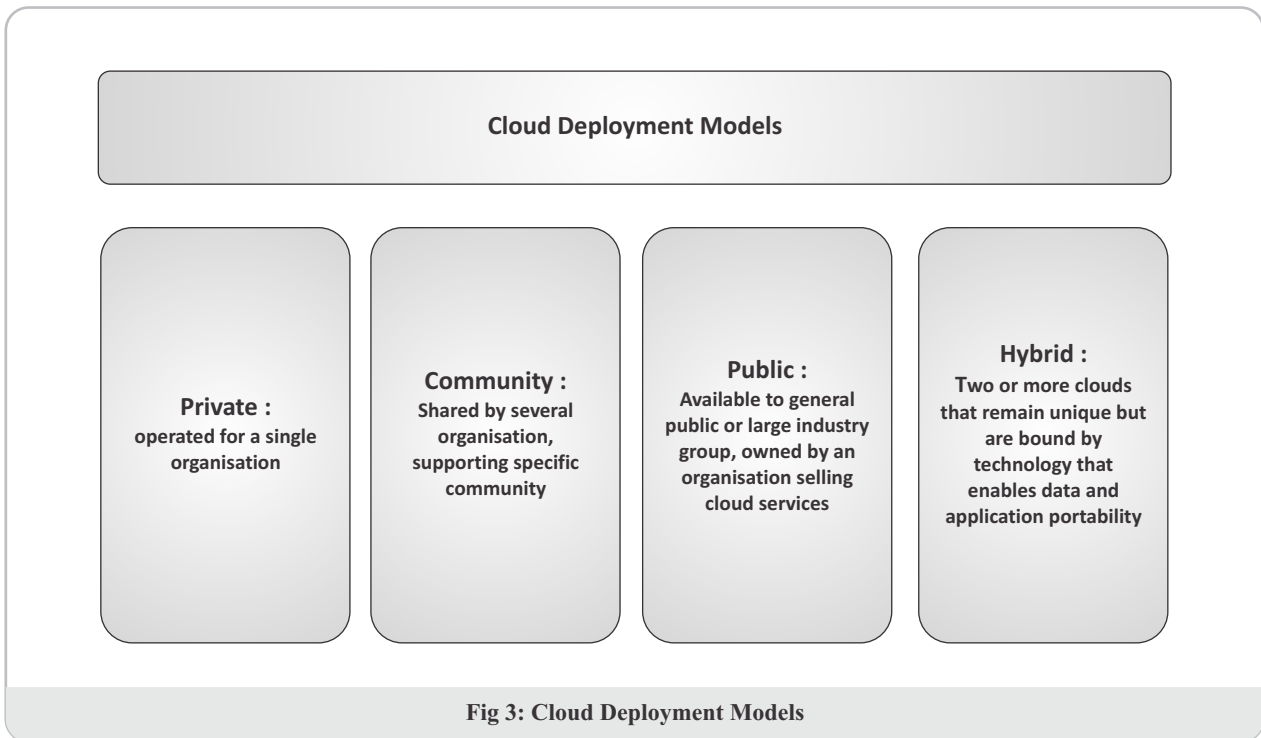 Cloud Deployment Models
Private :
operated for a single
organisation
Community :
Shared by several
organisation,
supporting specific
community
Public :
Available to general
public or large industry
group, owned by an
organisation selling
cloud services
Hybrid :
Two or more clouds
that remain unique but
are bound by
technology that
enables data and
application portability
Fig 3: Cloud Deployment Models